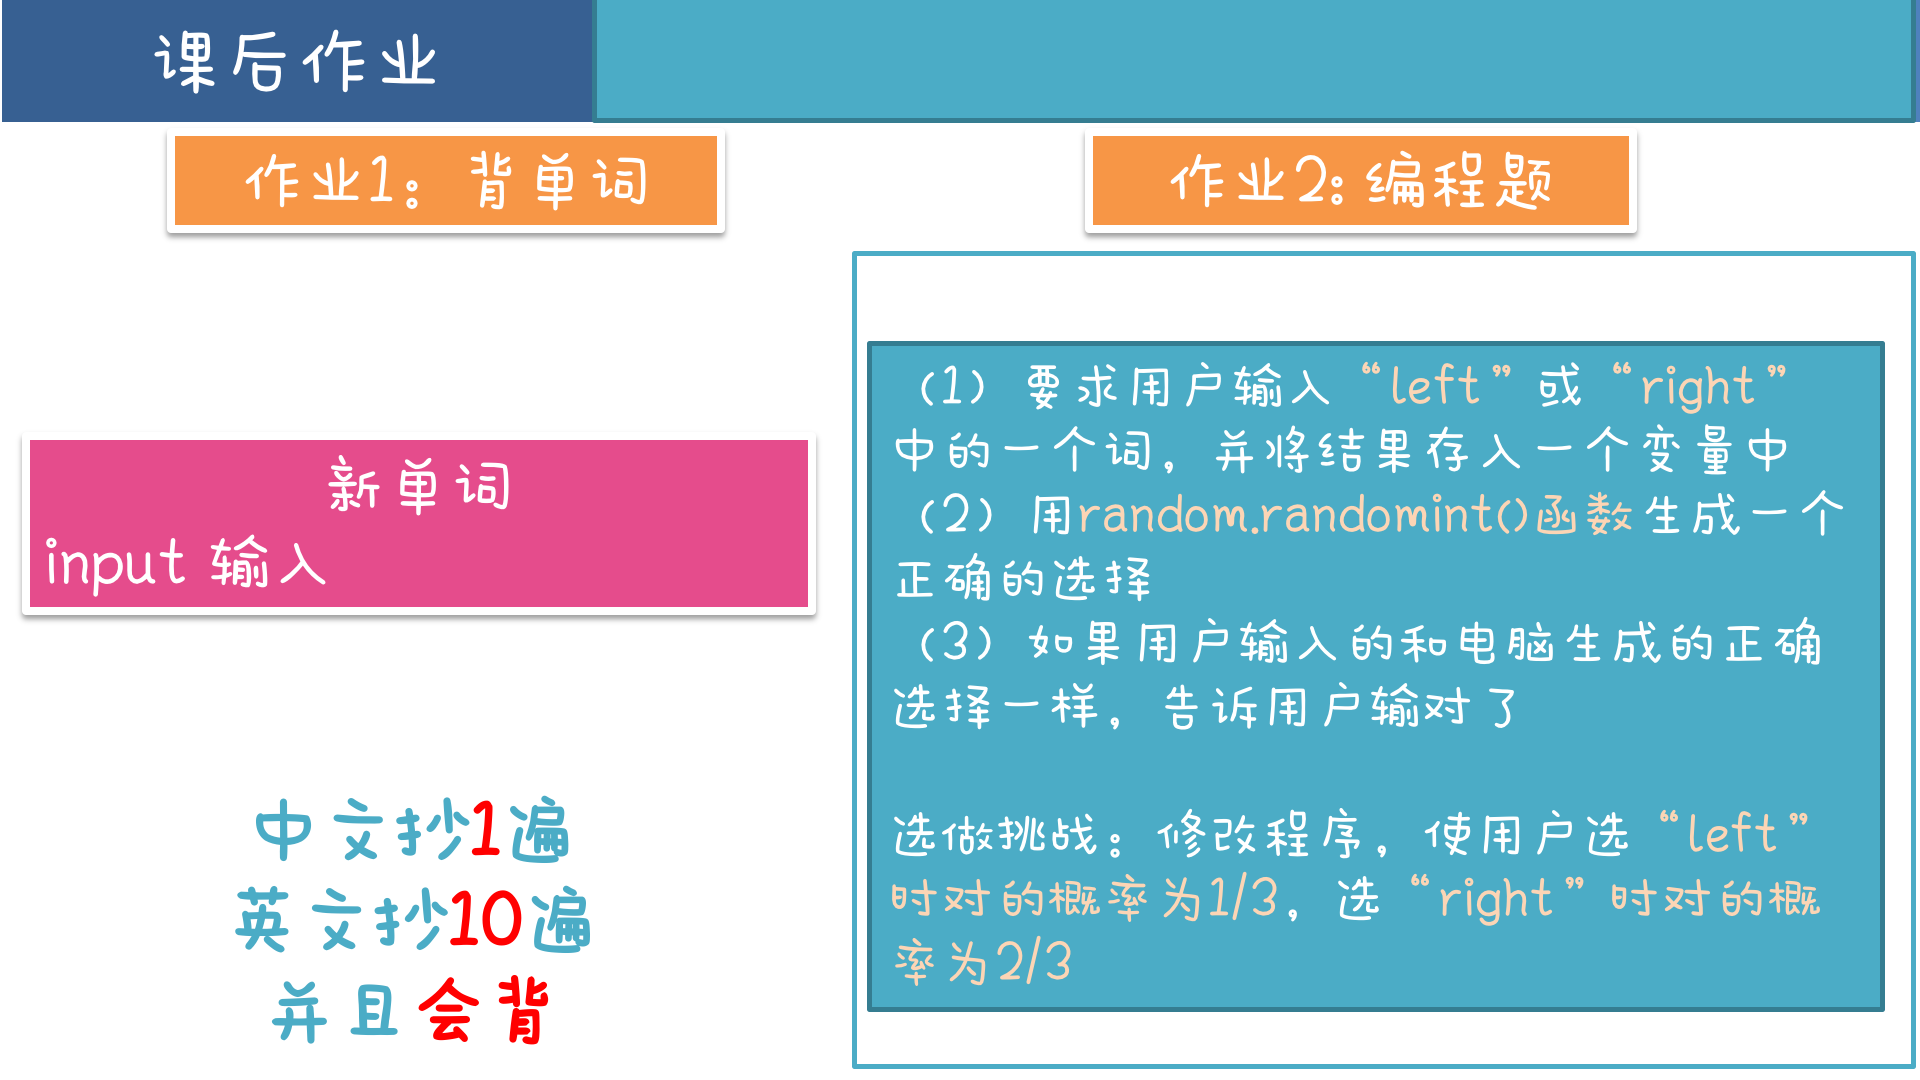 课后作业
作业1：背单词
作业2:编程题
新单词
input 输入
中文抄1遍
英文抄10遍
并且会背
（1）要求用户输入“left”或“right”
中的一个词，并将结果存入一个变量中
（2）用random.randomint()函数生成一个
正确的选择
（3）如果用户输入的和电脑生成的正确
选择一样，告诉用户输对了
选做挑战：修改程序，使用户选“left”
时对的概率为1/3，选“right”时对的概
率为2/3